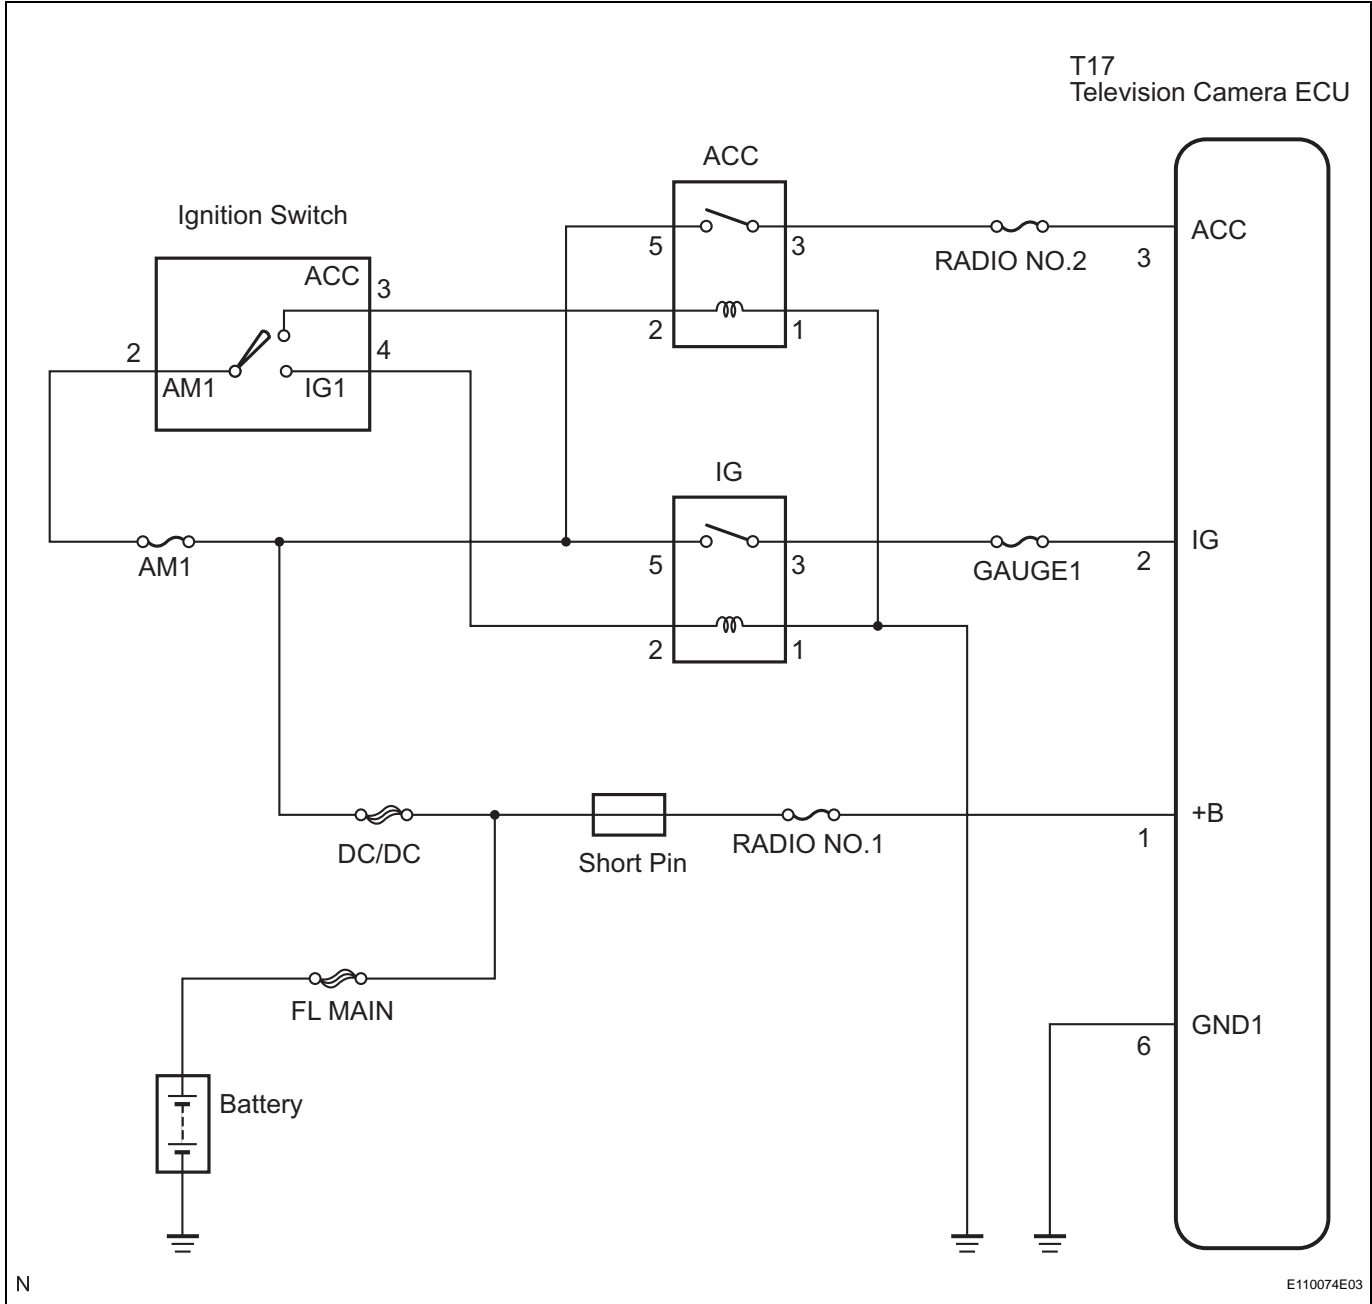 T17
Television Camera ECU
ACC
Ignition Switch
ACC
5
3
RADIO NO.2
3
ACC
3
2
1
2
4
AM1
IG1
IG
AM1
5
3
GAUGE1
2
IG
2
1
DC/DC
Short Pin
RADIO NO.1
1
+B
FL MAIN
GND1
6
Battery
N
E110074E03